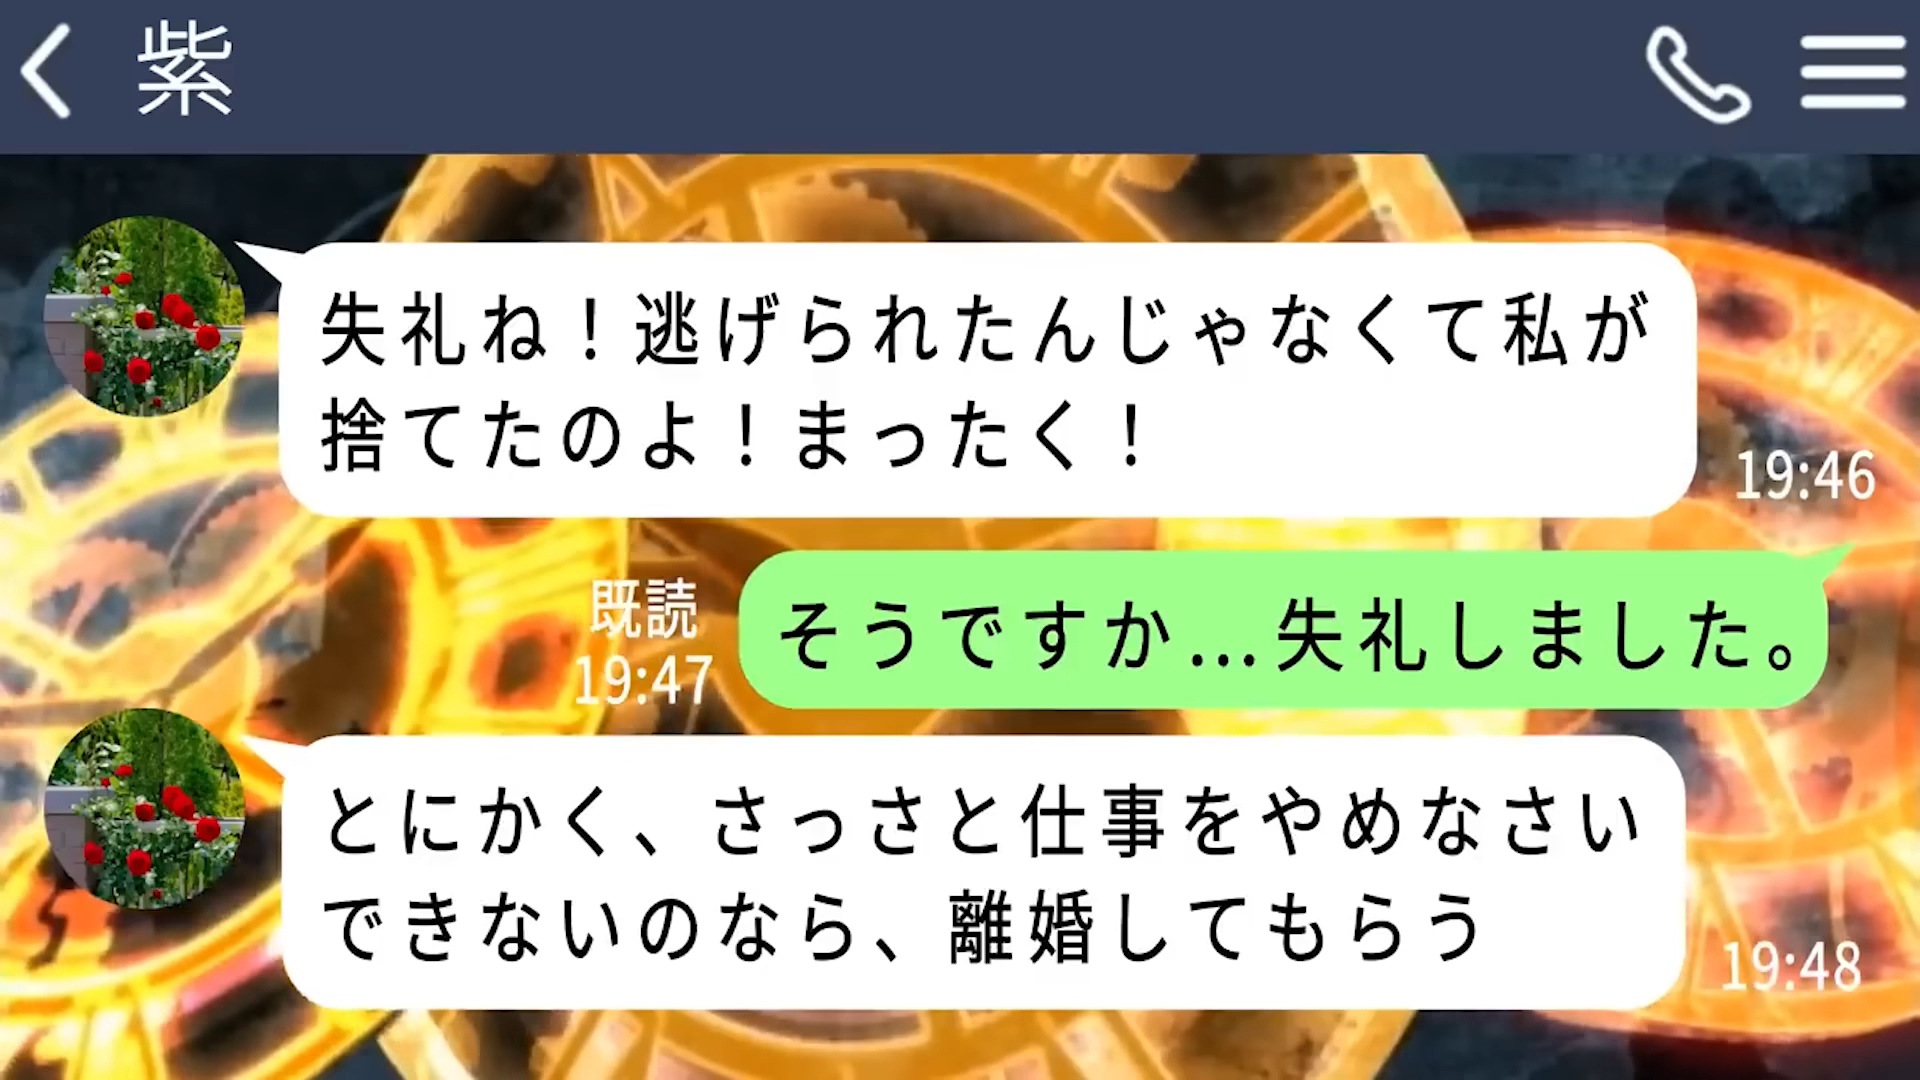 紫
失礼ね！逃げられたんじゃなくて私が
捨てたのよ！まったく！
19:46
既読
19:47
そうですか…失礼しました。
とにかく、さっさと仕事をやめなさい
できないのなら、離婚してもらう
19:48